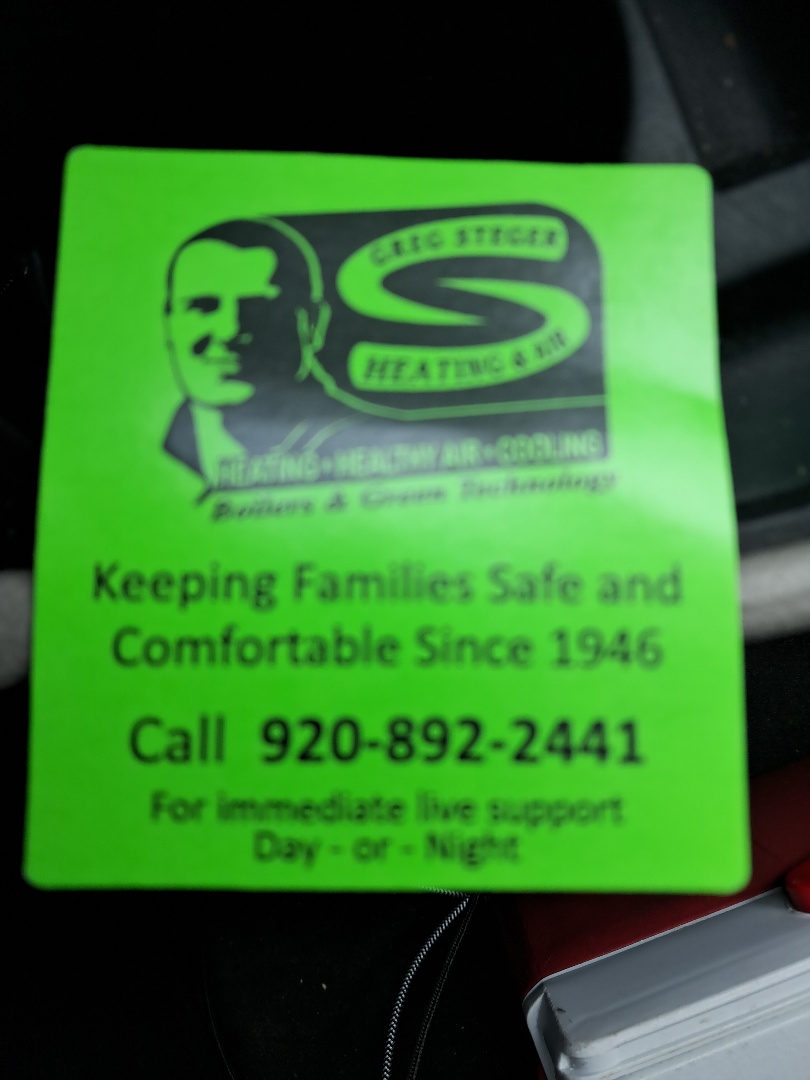 GREG STEGER
HEATING & AIR
HEATING • HEALTHY AIR • COOLING
Boilers & Green Technology
Keeping Families Safe and
Comfortable Since 1946
Call 920-892-2441
For immediate live support
Day - or - Night